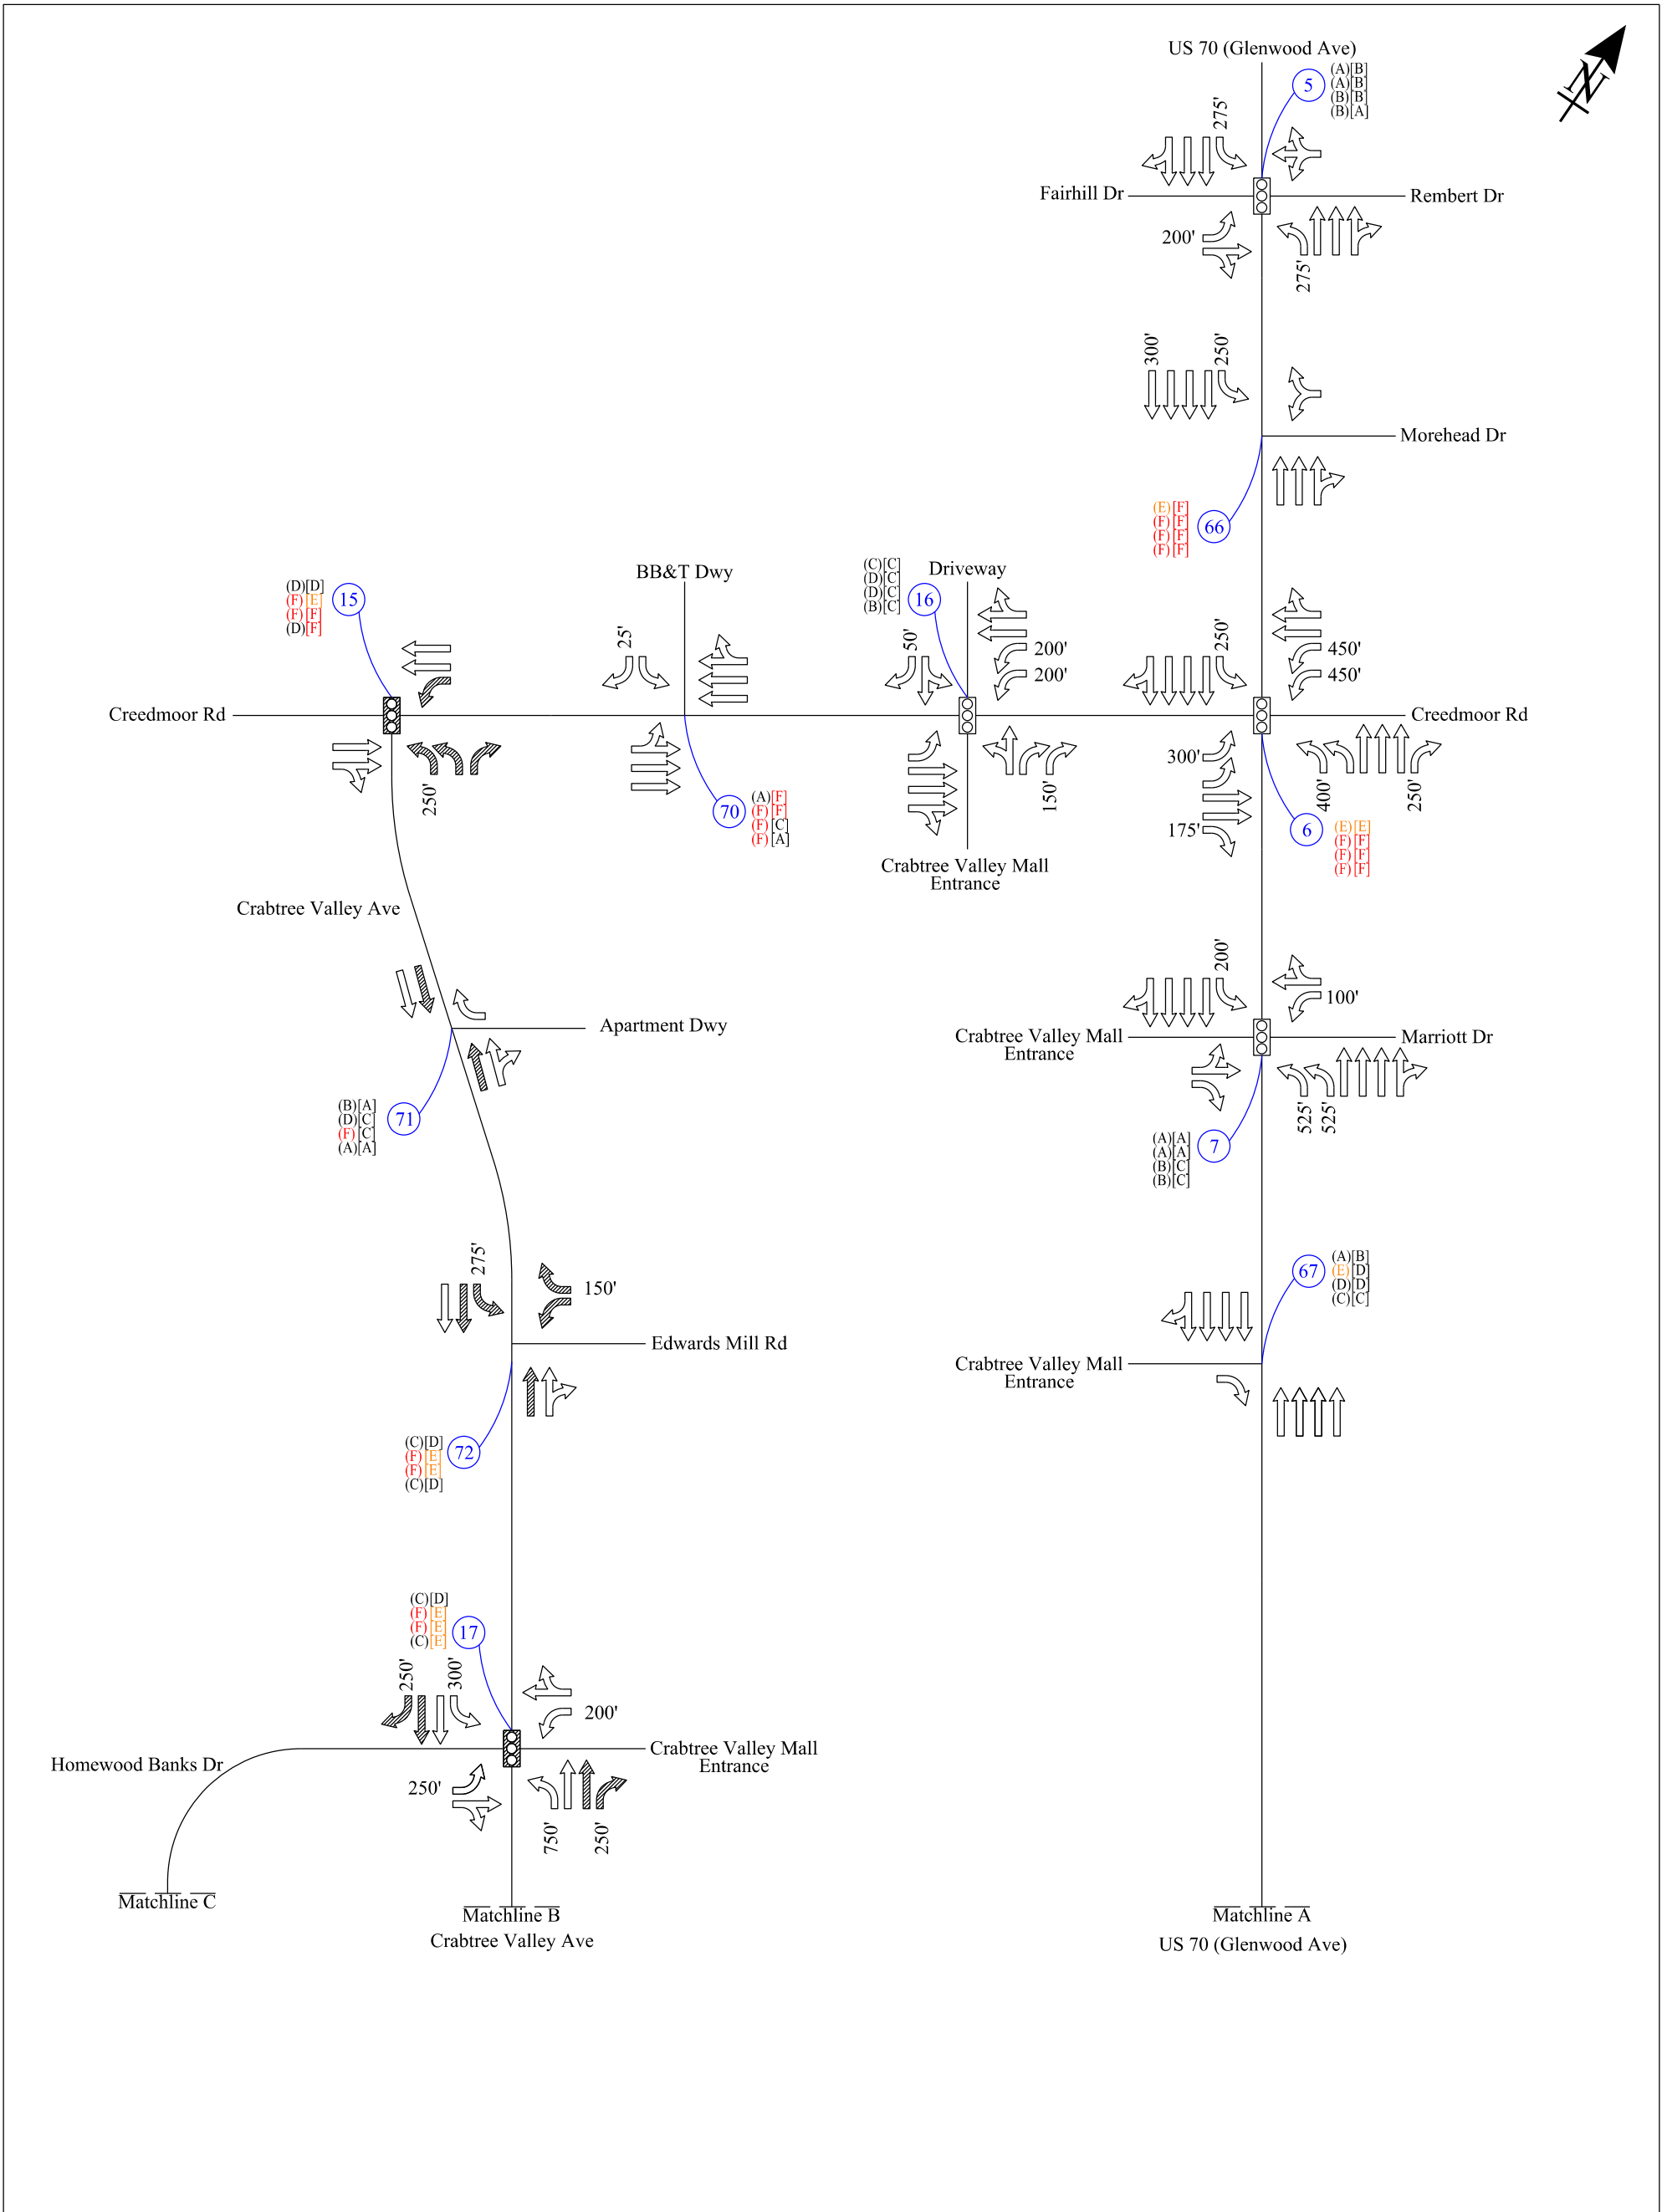 US 70 (Glenwood Ave)
N
5
(A)[B]
(A)[B]
(B)[B]
(B)[A]
275'
Fairhill Dr
Rembert Dr
200'
275'
300'
250'
Morehead Dr
(E)[F]
(F)[F]
(F)[F]
(F)[F]
66
(D)[D]
(F)[E]
(F)[F]
(D)[F]
15
BB&T Dwy
25'
(C)[C]
(D)[C]
(D)[C]
(B)[C]
16
Driveway
50'
200'
200'
250'
450'
450'
Creedmoor Rd
Creedmoor Rd
250'
70
(A)[F]
(F)[F]
(F)[C]
(F)[A]
150'
300'
175'
400'
250'
6
(E)[E]
(F)[F]
(F)[F]
(F)[F]
Crabtree Valley Mall
Entrance
Crabtree Valley Ave
200'
100'
Apartment Dwy
Crabtree Valley Mall
Entrance
Marriott Dr
525'
525'
(B)[A]
(D)[C]
(F)[C]
(A)[A]
71
(A)[A]
(A)[A]
(B)[C]
(B)[C]
7
275'
150'
Edwards Mill Rd
67
(A)[B]
(E)[D]
(D)[D]
(C)[C]
Crabtree Valley Mall
Entrance
(C)[D]
(F)[E]
(F)[E]
(C)[D]
72
(C)[D]
(F)[E]
(F)[E]
(C)[E]
17
250'
300'
200'
Homewood Banks Dr
Crabtree Valley Mall
Entrance
250'
750'
250'
Matchline C
Matchline B
Crabtree Valley Ave
Matchline A
US 70 (Glenwood Ave)